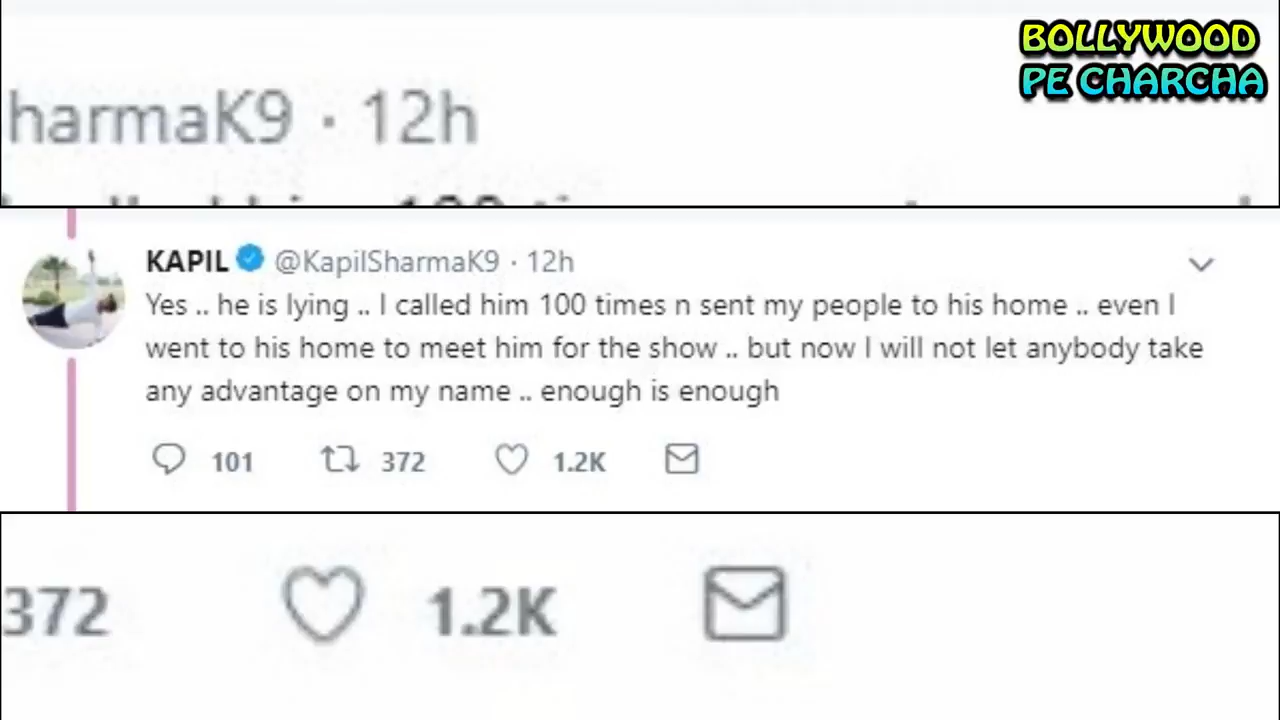 BOLLYWOOD
PE CHARCHA
harmaK9 · 12h
KAPIL @KapilSharmaK9 · 12h
Yes .. he is lying .. I called him 100 times n sent my people to his home .. even I
went to his home to meet him for the show .. but now I will not let anybody take
any advantage on my name .. enough is enough
101 372 1.2K
372 1.2K